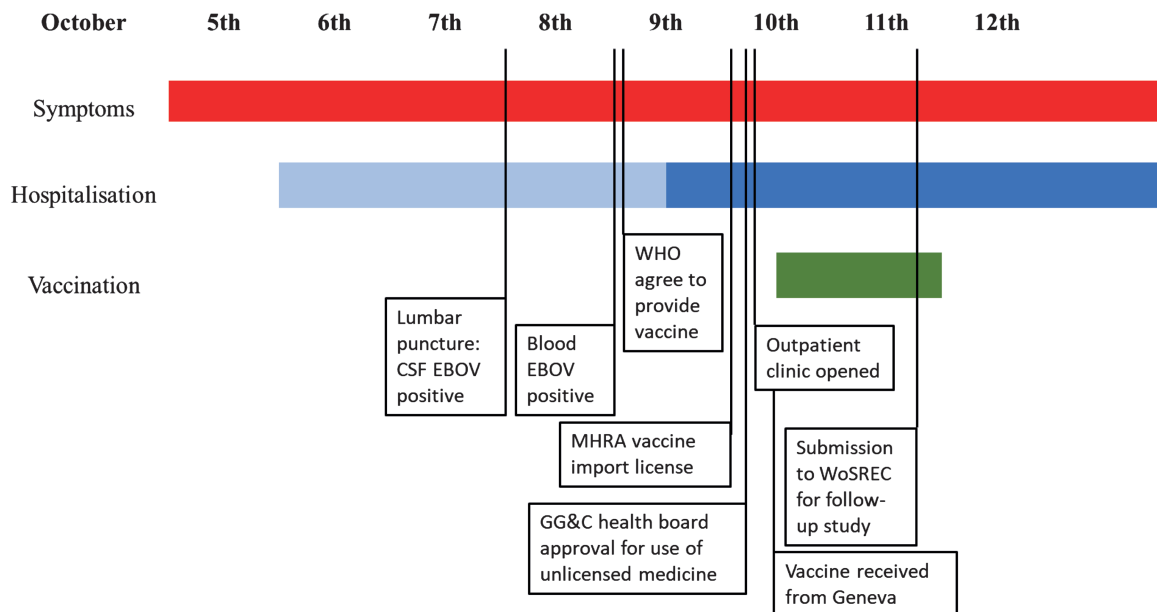 October 5th 6th 7th 8th 9th 10th 11th 12th
Symptoms
Hospitalisation
Vaccination
Lumbar
puncture:
CSF EBOV
positive
Blood
EBOV
positive
WHO
agree to
provide
vaccine
Outpatient
clinic opened
MHRA vaccine
import license
GG&C health board
approval for use of
unlicensed medicine
Submission
to WoSREC
for follow-
up study
Vaccine received
from Geneva